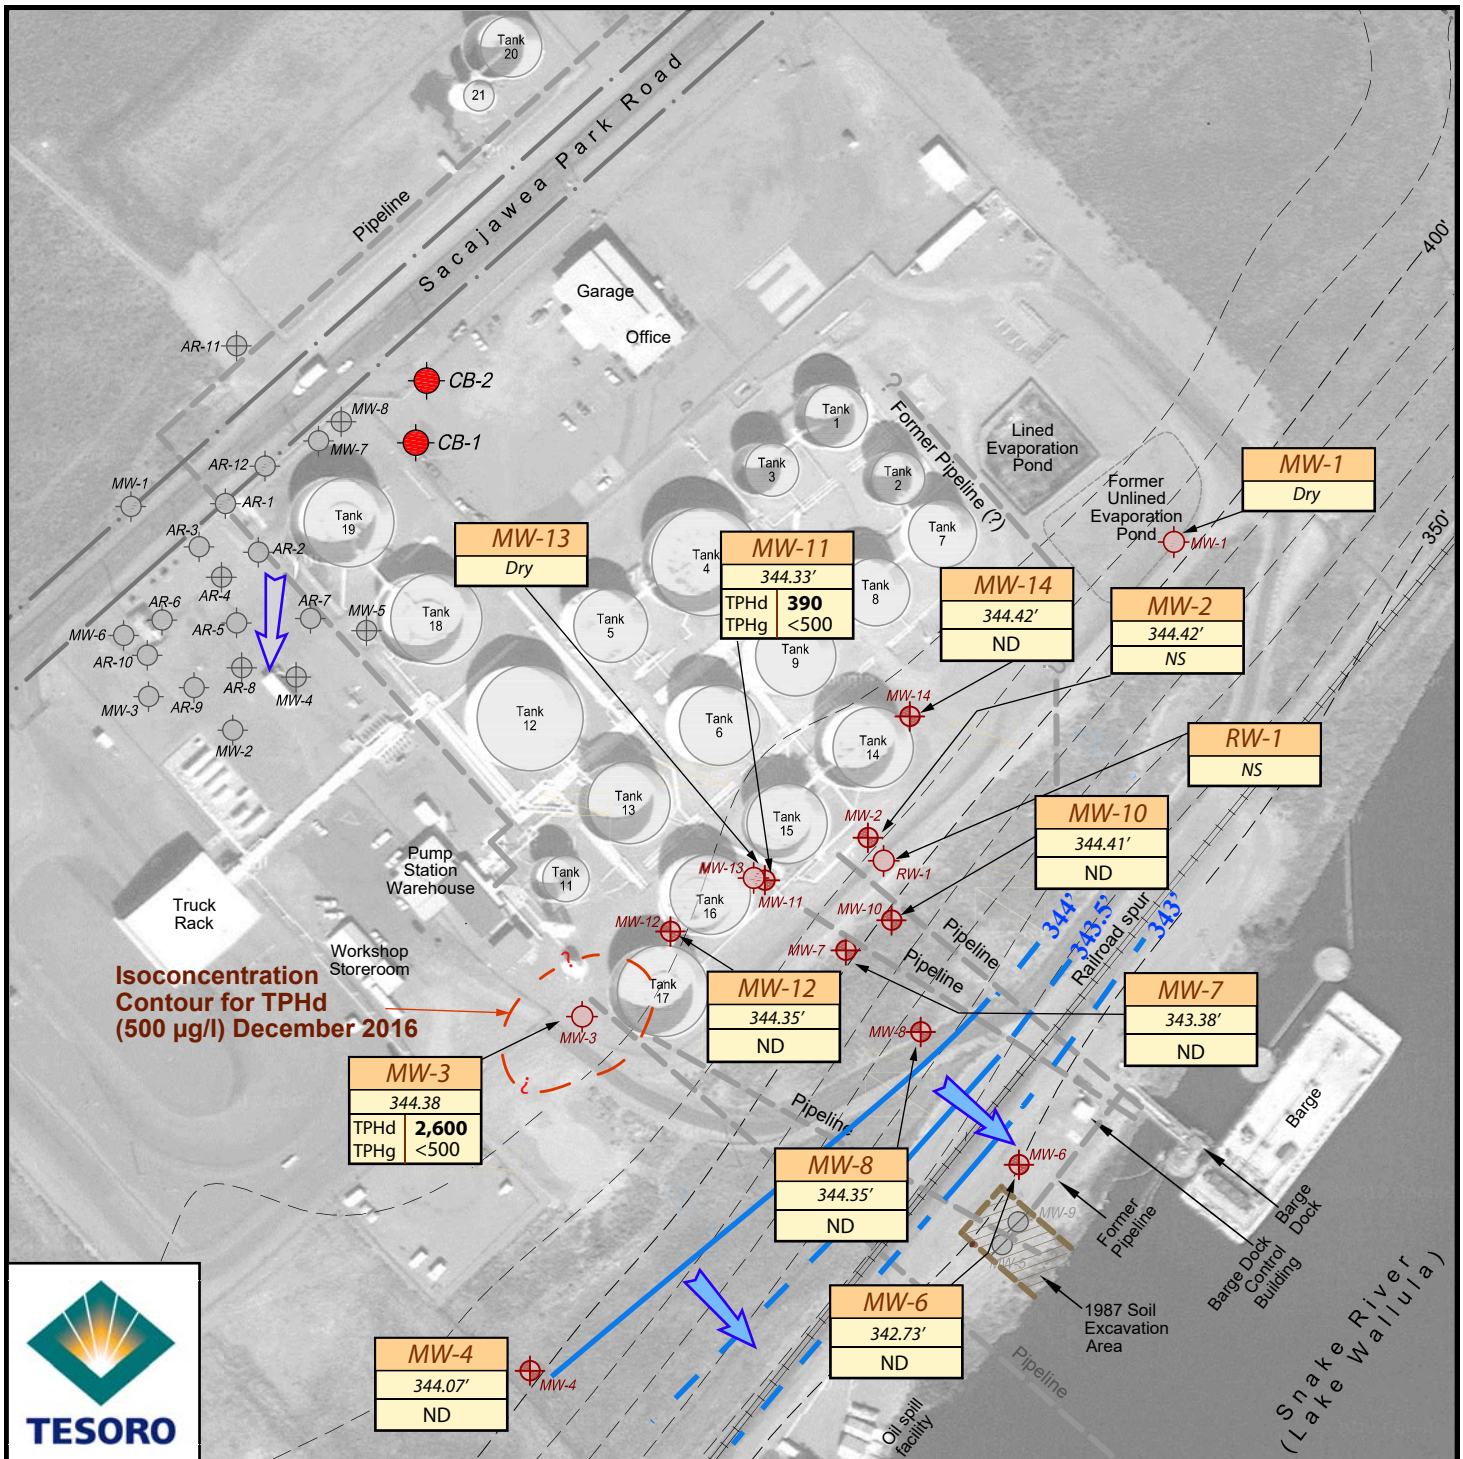 Tank
20
21
Sacajawea Park Road
Pipeline
400'
Garage
Office
AR-11
CB-2
MW-8
CB-1
MW-7
AR-12
MW-1
AR-1
AR-3
AR-2
AR-4
AR-6
AR-7
MW-5
AR-5
MW-6
AR-10
AR-8
MW-4
MW-3
AR-9
MW-2
Tank
1
Tank
3
Tank
2
Former Pipeline (?)
?
Lined
Evaporation
Pond
Former
Unlined
Evaporation
Pond
MW-1
Dry
MW-1
350'
Tank
19
Tank
18
MW-13
Dry
Tank
4
MW-11
344.33'
TPHd 390
TPHg <500
Tank
7
Tank
8
MW-14
344.42'
ND
MW-2
344.42'
NS
Tank
5
Tank
9
Tank
12
Tank
6
MW-14
Tank
14
RW-1
NS
Tank
13
Tank
15
MW-2
RW-1
MW-10
344.41'
ND
Pump
Station
Warehouse
Tank
11
MW-13
MW-11
Tank
16
MW-10
Truck
Rack
MW-12
MW-7
Pipeline
Pipeline
344'
343.5'
343'
Railroad spur
Workshop
Storeroom
Isoconcentration
Contour for TPHd
(500 µg/l) December 2016
?
Tank
17
MW-12
344.35'
ND
MW-7
343.38'
ND
MW-3
MW-8
MW-3
344.38
TPHd 2,600
TPHg <500
?
Pipeline
Barge
MW-8
344.35'
ND
MW-6
MW-9
MW-5
Former
Pipeline
Barge
Dock
Barge Dock
Control
Building
MW-6
342.73'
ND
1987 Soil
Excavation
Area
Pipeline
Snake River
(Lake Wallula)
MW-4
344.07'
ND
MW-4
Oil spill
facility
TESORO